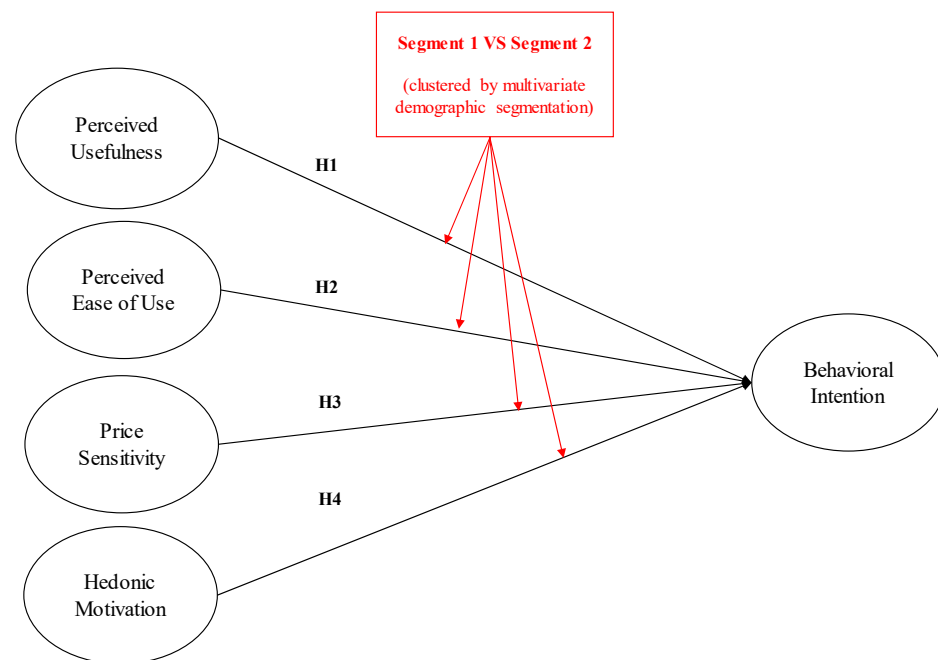 Segment 1 VS Segment 2
(clustered by multivariate
demographic segmentation)
Perceived
Usefulness
H1
Perceived
Ease of Use
H2
Behavioral
Intention
Price
Sensitivity
H3
H4
Hedonic
Motivation